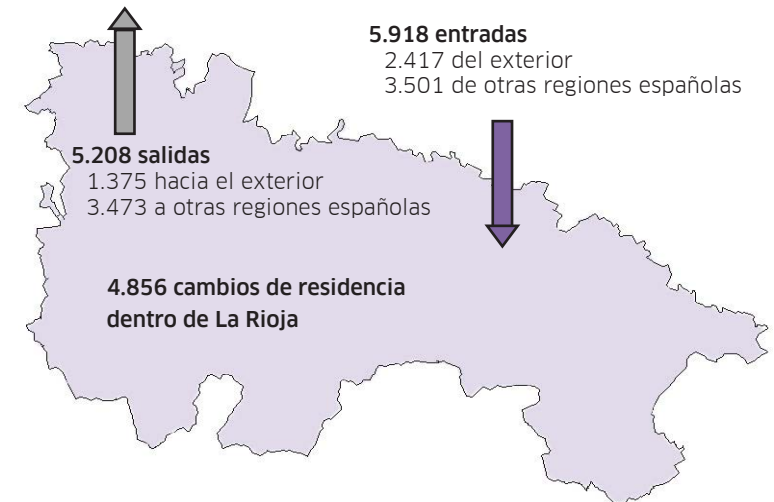 5.918 entradas
2.417 del exterior
3.501 de otras regiones españolas
5.208 salidas
1.375 hacia el exterior
3.473 a otras regiones españolas
4.856 cambios de residencia
dentro de La Rioja